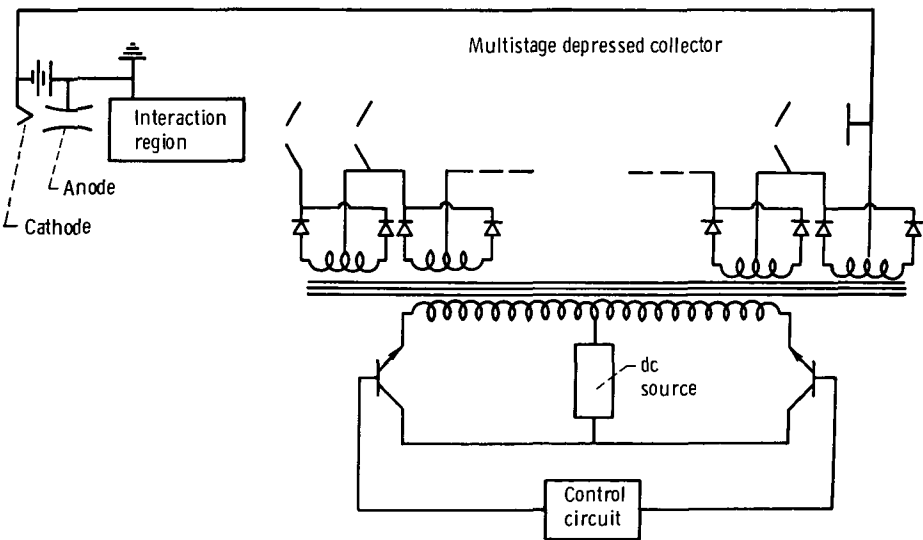 Multistage depressed collector
Interaction
region
Anode
Cathode
dc
source
Control
circuit